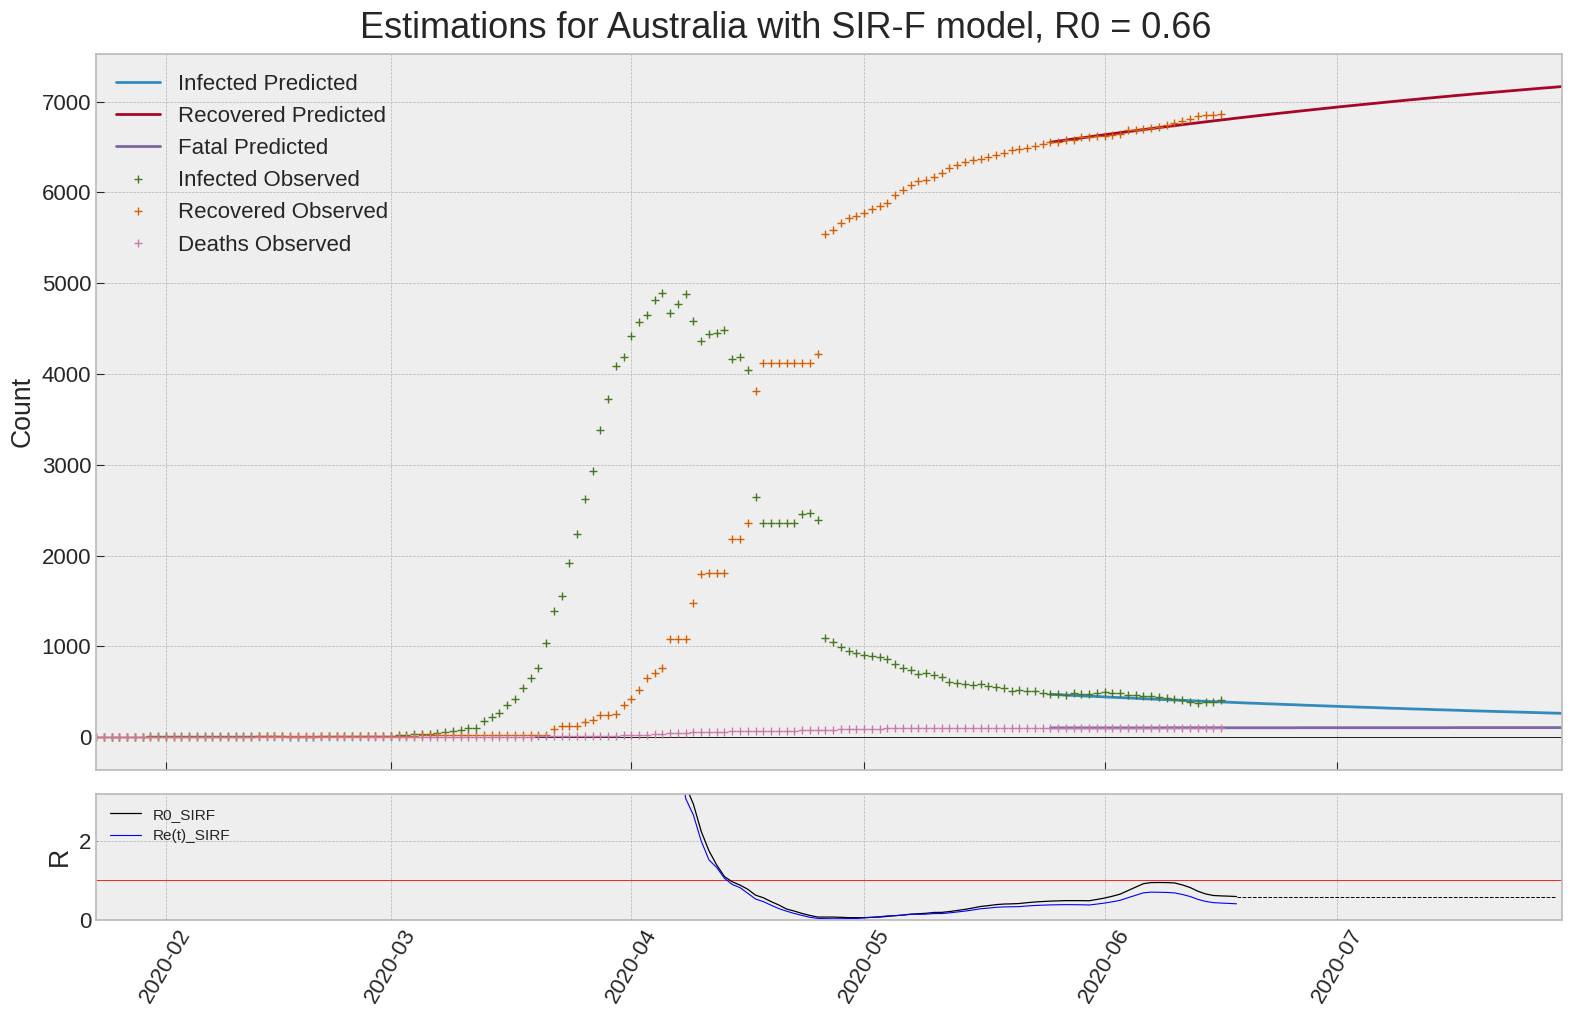 Estimations for Australia with SIR-F model, R0 = 0.66
Infected Predicted
Recovered Predicted
Fatal Predicted
Infected Observed
Recovered Observed
Deaths Observed
7000
6000
5000
4000
3000
2000
1000
0
Count
R0_SIRF
Re(t)_SIRF
2
0
R
2020-02
2020-03
2020-04
2020-05
2020-06
2020-07